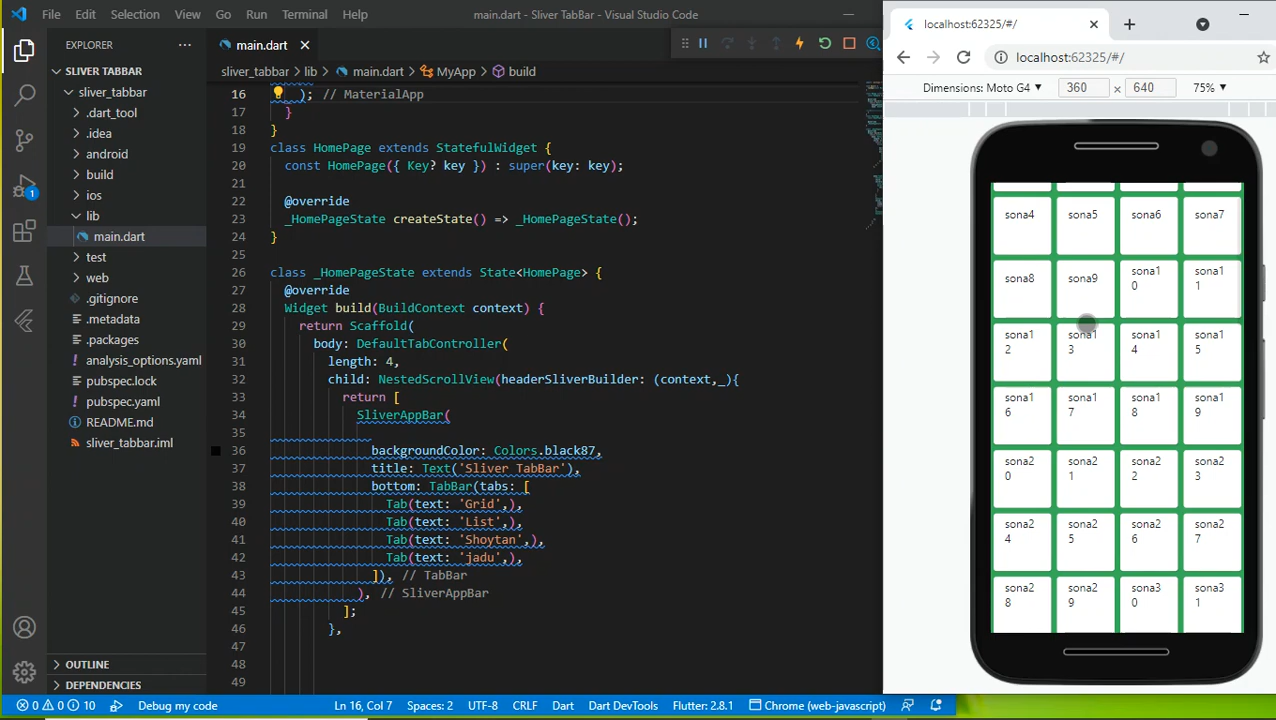 File Edit Selection View Go Run Terminal Help main.dart - Sliver TabBar - Visual Studio Code
EXPLORER
SLIVER TABBAR
sliver_tabbar
.dart_tool
.idea
android
build
ios
lib
main.dart
test
web
.gitignore
.metadata
.packages
analysis_options.yaml
pubspec.lock
pubspec.yaml
README.md
sliver_tabbar.iml
OUTLINE
DEPENDENCIES
1
main.dart
sliver_tabbar > lib > main.dart > MyApp > build
16 ); // MaterialApp
17 }
18 }
19 class HomePage extends StatefulWidget {
20 const HomePage({ Key? key }) : super(key: key);
21
22 @override
23 _HomePageState createState() => _HomePageState();
24 }
25
26 class _HomePageState extends State<HomePage> {
27 @override
28 Widget build(BuildContext context) {
29 return Scaffold(
30 body: DefaultTabController(
31 length: 4,
32 child: NestedScrollView(headerSliverBuilder: (context,_){
33 return [
34 SliverAppBar(
35
36 backgroundColor: Colors.black87,
37 title: Text('Sliver TabBar'),
38 bottom: TabBar(tabs: [
39 Tab(text: 'Grid',),
40 Tab(text: 'List',),
41 Tab(text: 'Shoytan',),
42 Tab(text: 'jadu',),
43 ]), // TabBar
44 ), // SliverAppBar
45 ];
46 },
47
48
49
0 0 10 Debug my code Ln 16, Col 7 Spaces: 2 UTF-8 CRLF Dart Dart DevTools Flutter: 2.8.1 Chrome (web-javascript)
localhost:62325/#/
localhost:62325/#/
Dimensions: Moto G4 360 × 640 75%
sona4 sona5 sona6 sona7
sona8 sona9 sona1 sona1
0 1
sona1 sona1 sona1 sona1
2 3 4 5
sona1 sona1 sona1 sona1
6 7 8 9
sona2 sona2 sona2 sona2
0 1 2 3
sona2 sona2 sona2 sona2
4 5 6 7
sona2 sona2 sona3 sona3
8 9 0 1